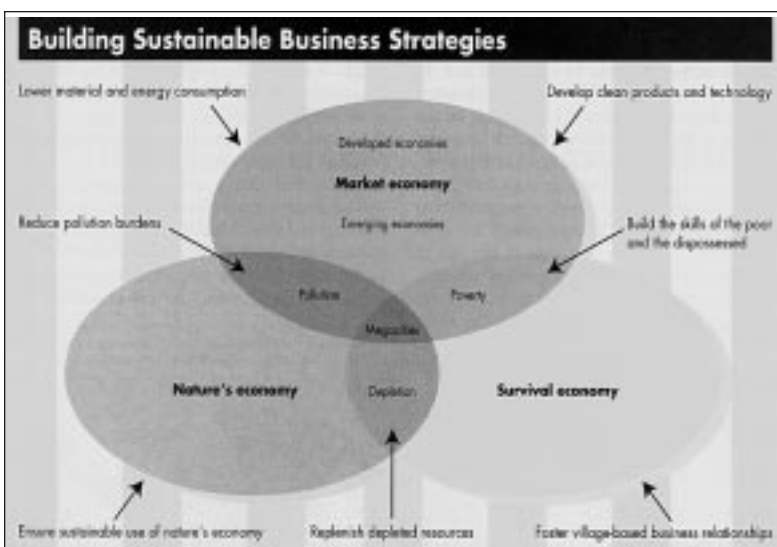 Building Sustainable Business Strategies
Lower material and energy consumption
Develop clean products and technology
Developed economies
Market economy
Emerging economies
Reduce pollution burdens
Build the skills of the poor
and the dispossessed
Pollution
Poverty
Megacities
Nature's economy
Depletion
Survival economy
Ensure sustainable use of nature's economy
Replenish depleted resources
Foster village-based business relationships